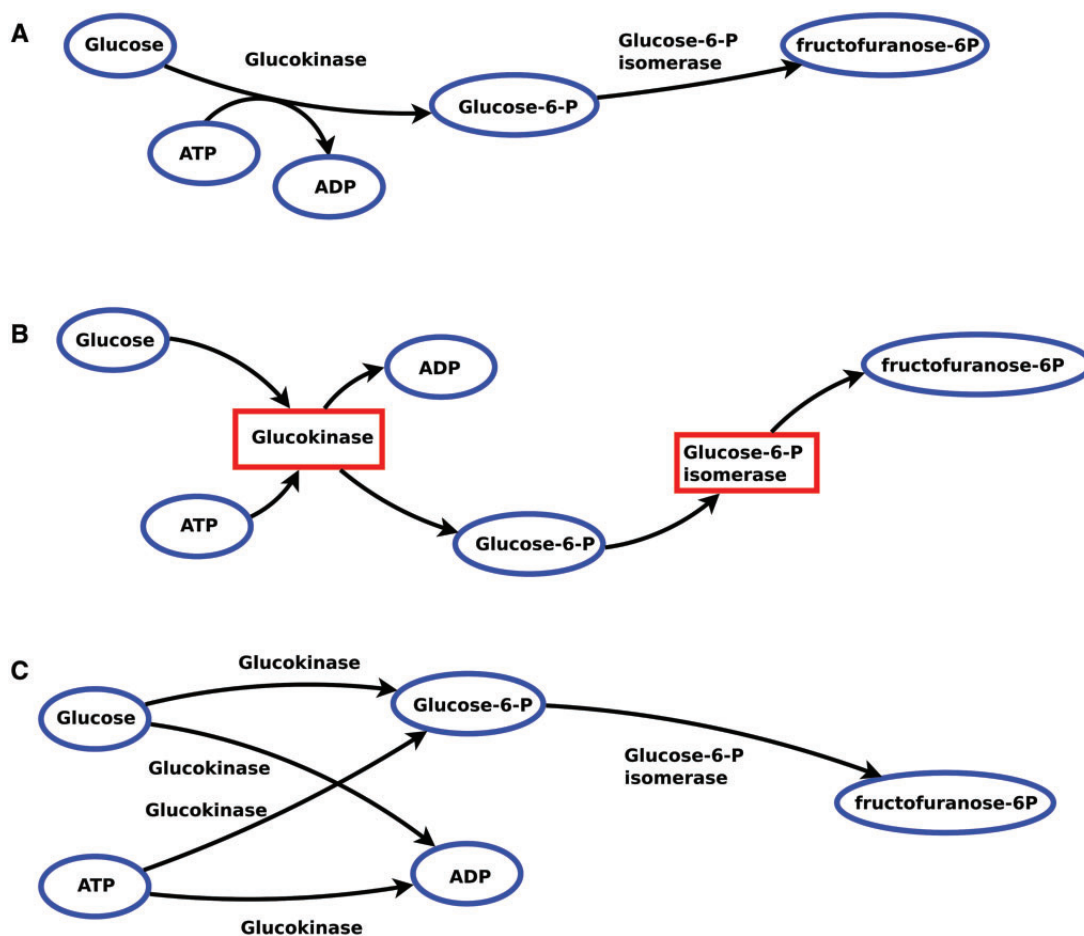 A
Glucose
Glucokinase
Glucose-6-P
isomerase
fructofuranose-6P
Glucose-6-P
ATP
ADP
B
Glucose
ADP
fructofuranose-6P
Glucokinase
Glucose-6-P
isomerase
ATP
Glucose-6-P
C
Glucokinase
Glucose
Glucose-6-P
Glucokinase
Glucose-6-P
isomerase
Glucokinase
fructofuranose-6P
ATP
ADP
Glucokinase